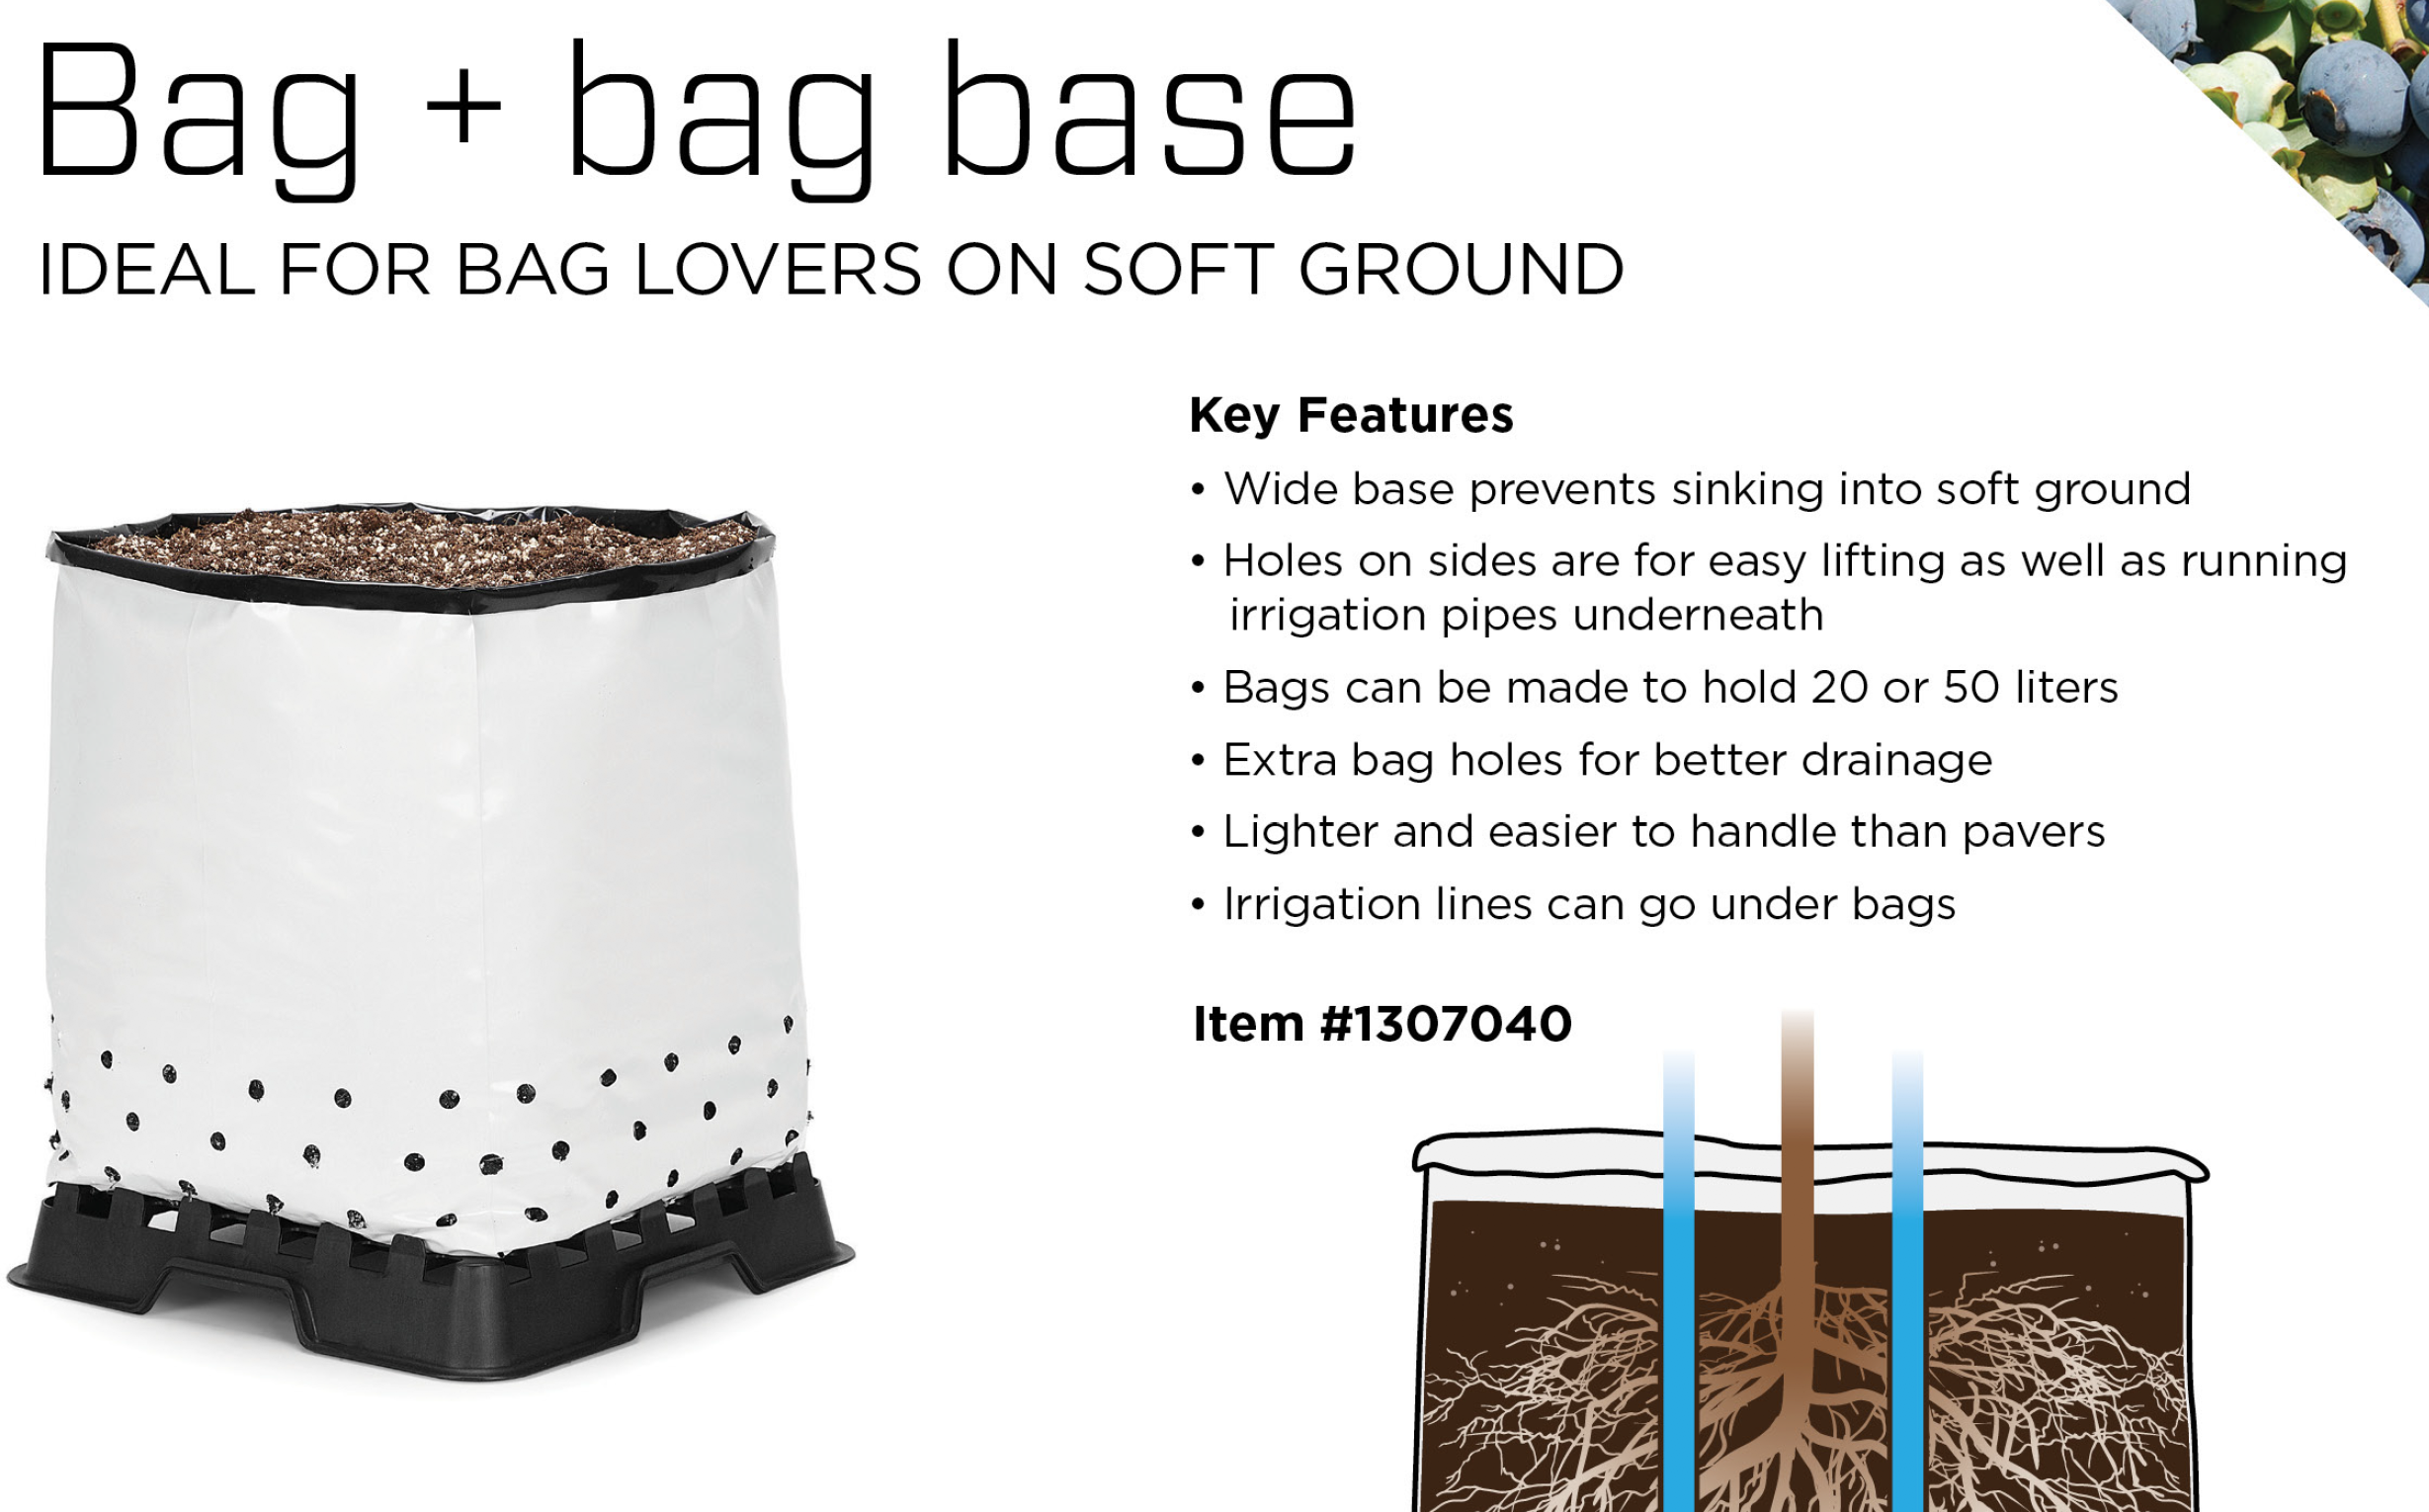 Bag + bag base
IDEAL FOR BAG LOVERS ON SOFT GROUND
Key Features
• Wide base prevents sinking into soft ground
• Holes on sides are for easy lifting as well as running
irrigation pipes underneath
• Bags can be made to hold 20 or 50 liters
• Extra bag holes for better drainage
• Lighter and easier to handle than pavers
• Irrigation lines can go under bags
Item #1307040